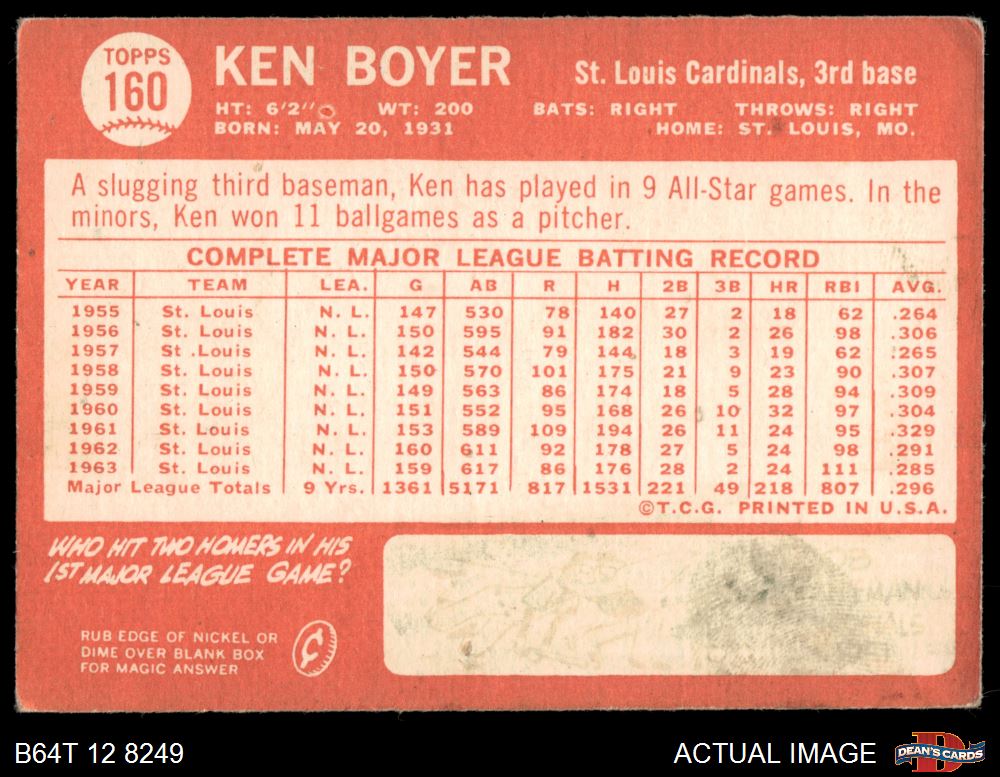 TOPPS
160
KEN BOYER
St. Louis Cardinals, 3rd base
HT: 6'2" WT: 200 BATS: RIGHT THROWS: RIGHT
BORN: MAY 20, 1931 HOME: ST. LOUIS, MO.
A slugging third baseman, Ken has played in 9 All-Star games. In the
minors, Ken won 11 ballgames as a pitcher.
COMPLETE MAJOR LEAGUE BATTING RECORD
YEAR TEAM LEA. G AB R H 2B 3B HR RBI AVG.
1955 St. Louis N. L. 147 530 78 140 27 2 18 62 .264
1956 St. Louis N. L. 150 595 91 182 30 2 26 98 .306
1957 St .Louis N. L. 142 544 79 144 18 3 19 62 .265
1958 St. Louis N. L. 150 570 101 175 21 9 23 90 .307
1959 St. Louis N. L. 149 563 86 174 18 5 28 94 .309
1960 St. Louis N. L. 151 552 95 168 26 10 32 97 .304
1961 St. Louis N. L. 153 589 109 194 26 11 24 95 .329
1962 St. Louis N. L. 160 611 92 178 27 5 24 98 .291
1963 St. Louis N. L. 159 617 86 176 28 2 24 111 .285
Major League Totals 9 Yrs. 1361 5171 817 1531 221 49 218 807 .296
©T.C.G. PRINTED IN U.S.A.
WHO HIT TWO HOMERS IN HIS
1ST MAJOR LEAGUE GAME?
RUB EDGE OF NICKEL OR
DIME OVER BLANK BOX
FOR MAGIC ANSWER
¢
B64T 12 8249
ACTUAL IMAGE
D
DEAN'S CARDS